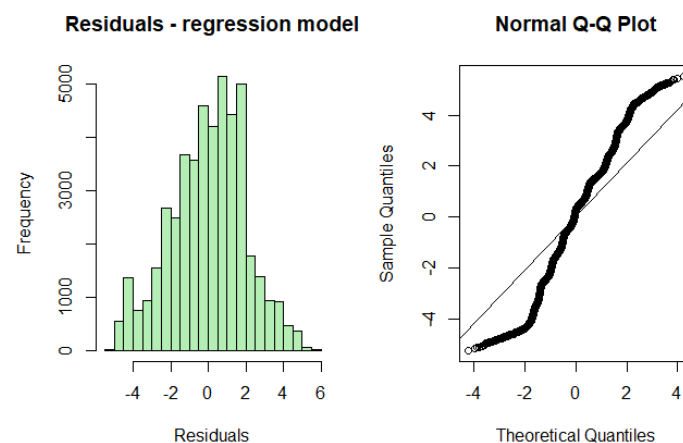 Residuals - regression model
Frequency
5000
3000
1000
0
-4 -2 0 2 4 6
Residuals
Normal Q-Q Plot
Sample Quantiles
4
2
0
-2
-4
-4 -2 0 2 4
Theoretical Quantiles